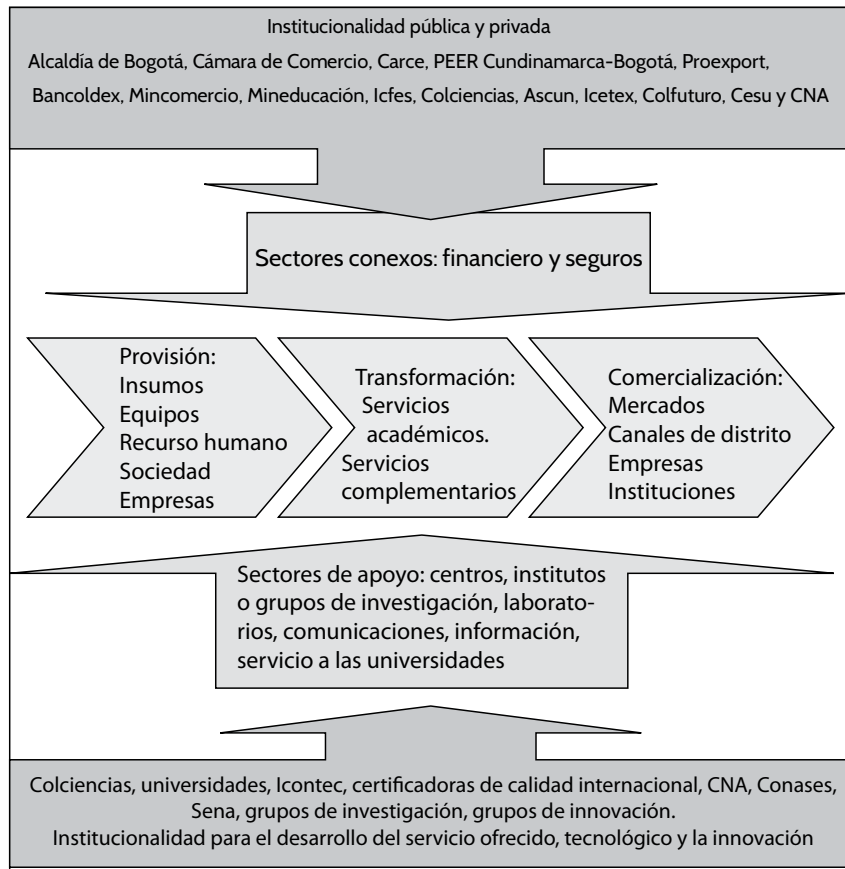 Institucionalidad pública y privada
Alcaldía de Bogotá, Cámara de Comercio, Carce, PEER Cundinamarca-Bogotá, Proexport,
Bancoldex, Mincomercio, Mineducación, Icfes, Colciencias, Ascun, Icetex, Colfuturo, Cesu y CNA
Sectores conexos: financiero y seguros
Provisión:
Insumos
Equipos
Recurso humano
Sociedad
Empresas
Transformación:
Servicios
académicos.
Servicios
complementarios
Comercialización:
Mercados
Canales de distrito
Empresas
Instituciones
Sectores de apoyo: centros, institutos
o grupos de investigación, laborato-
rios, comunicaciones, información,
servicio a las universidades
Colciencias, universidades, Icontec, certificadoras de calidad internacional, CNA, Conases,
Sena, grupos de investigación, grupos de innovación.
Institucionalidad para el desarrollo del servicio ofrecido, tecnológico y la innovación